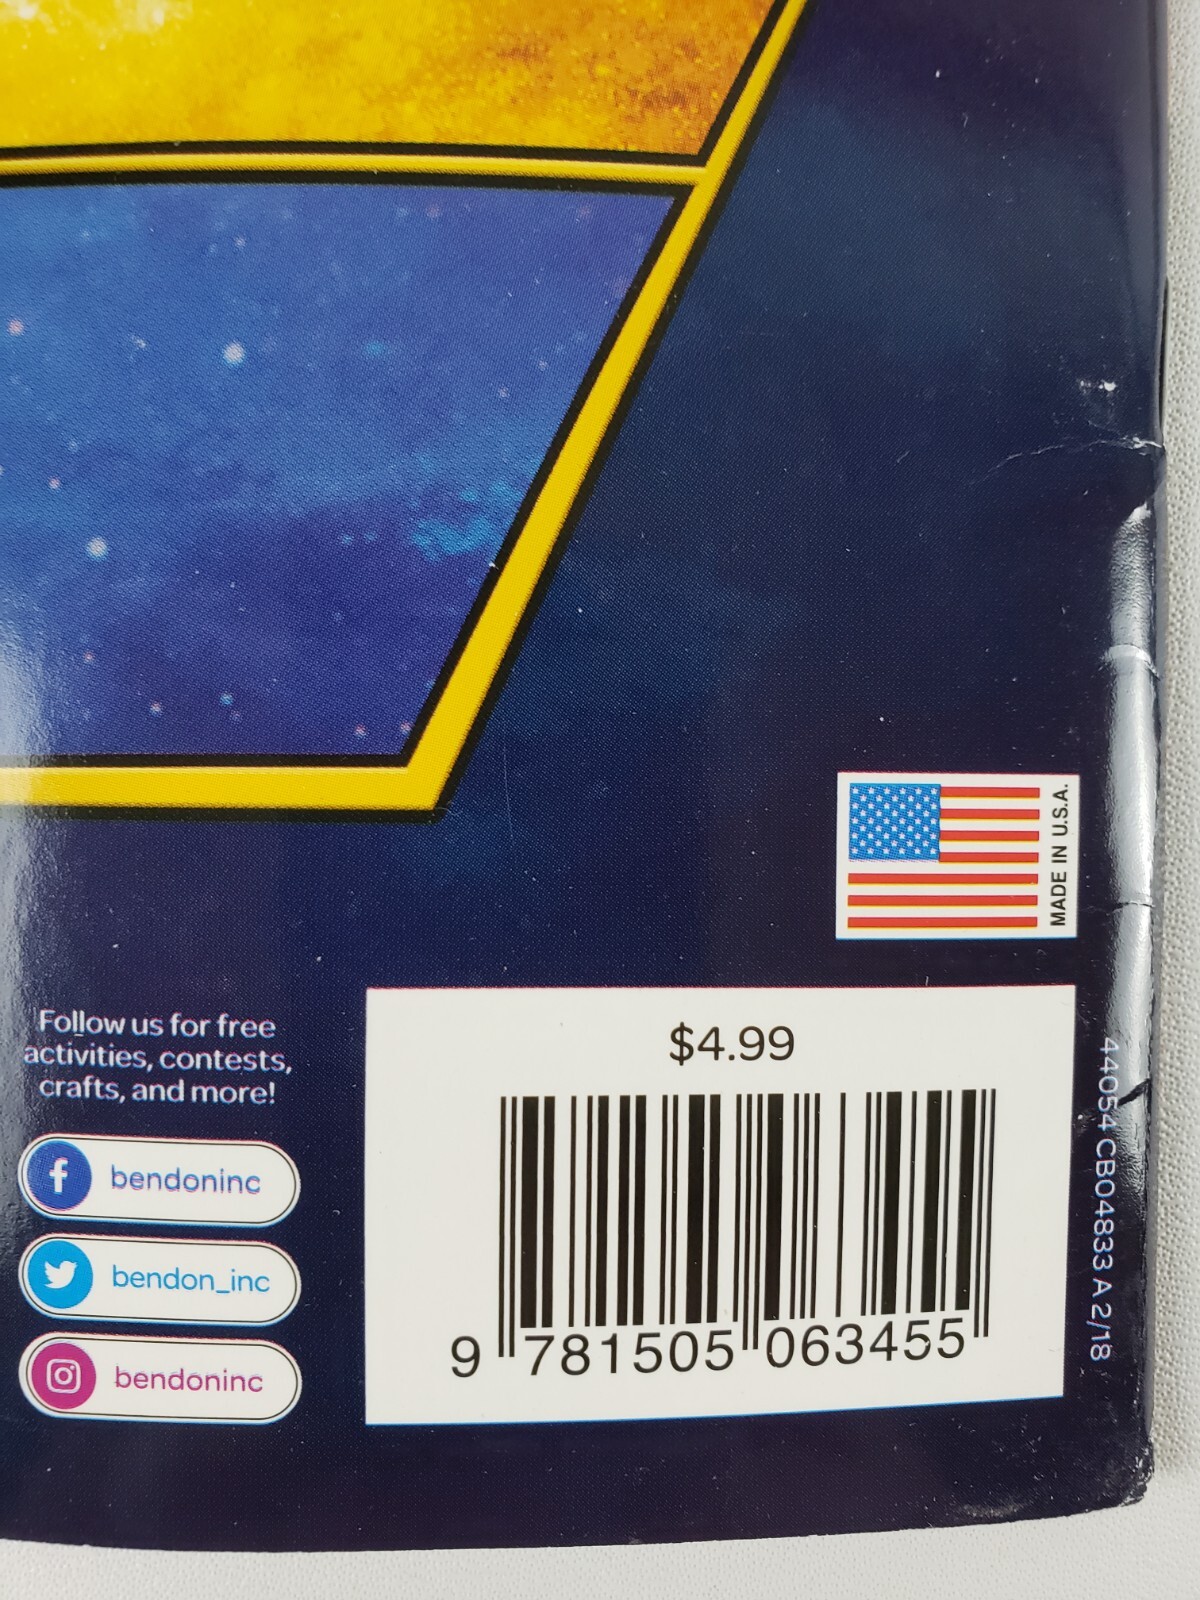 MADE IN U.S.A.
Follow us for free
activities, contests,
crafts, and more!
f bendoninc
bendon_inc
bendoninc
$4.99
9 781505 063455
44054 CB04833 A 2/18